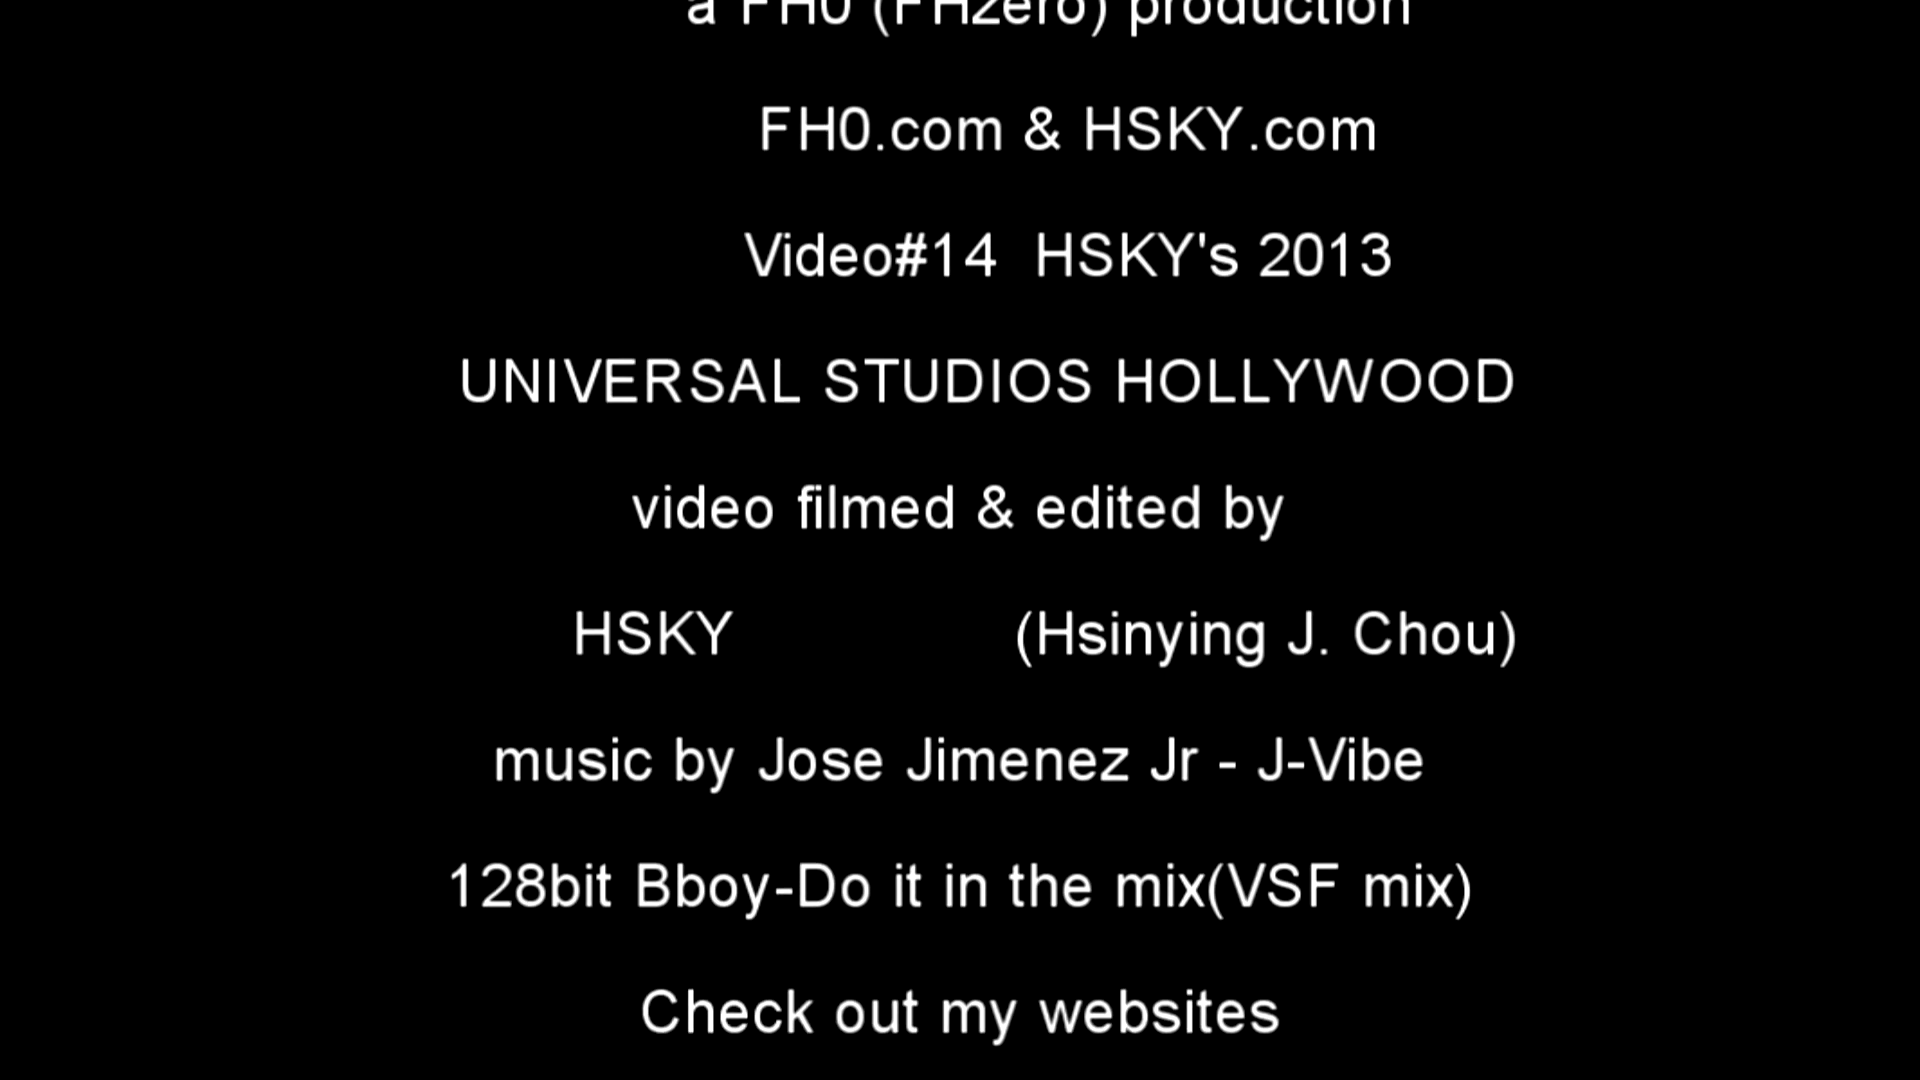 a FH0 (FHzero) production
FH0.com & HSKY.com
Video#14  HSKY's 2013
UNIVERSAL STUDIOS HOLLYWOOD
video filmed & edited by
HSKY (Hsinying J. Chou)
music by Jose Jimenez Jr - J-Vibe
128bit Bboy-Do it in the mix(VSF mix)
Check out my websites